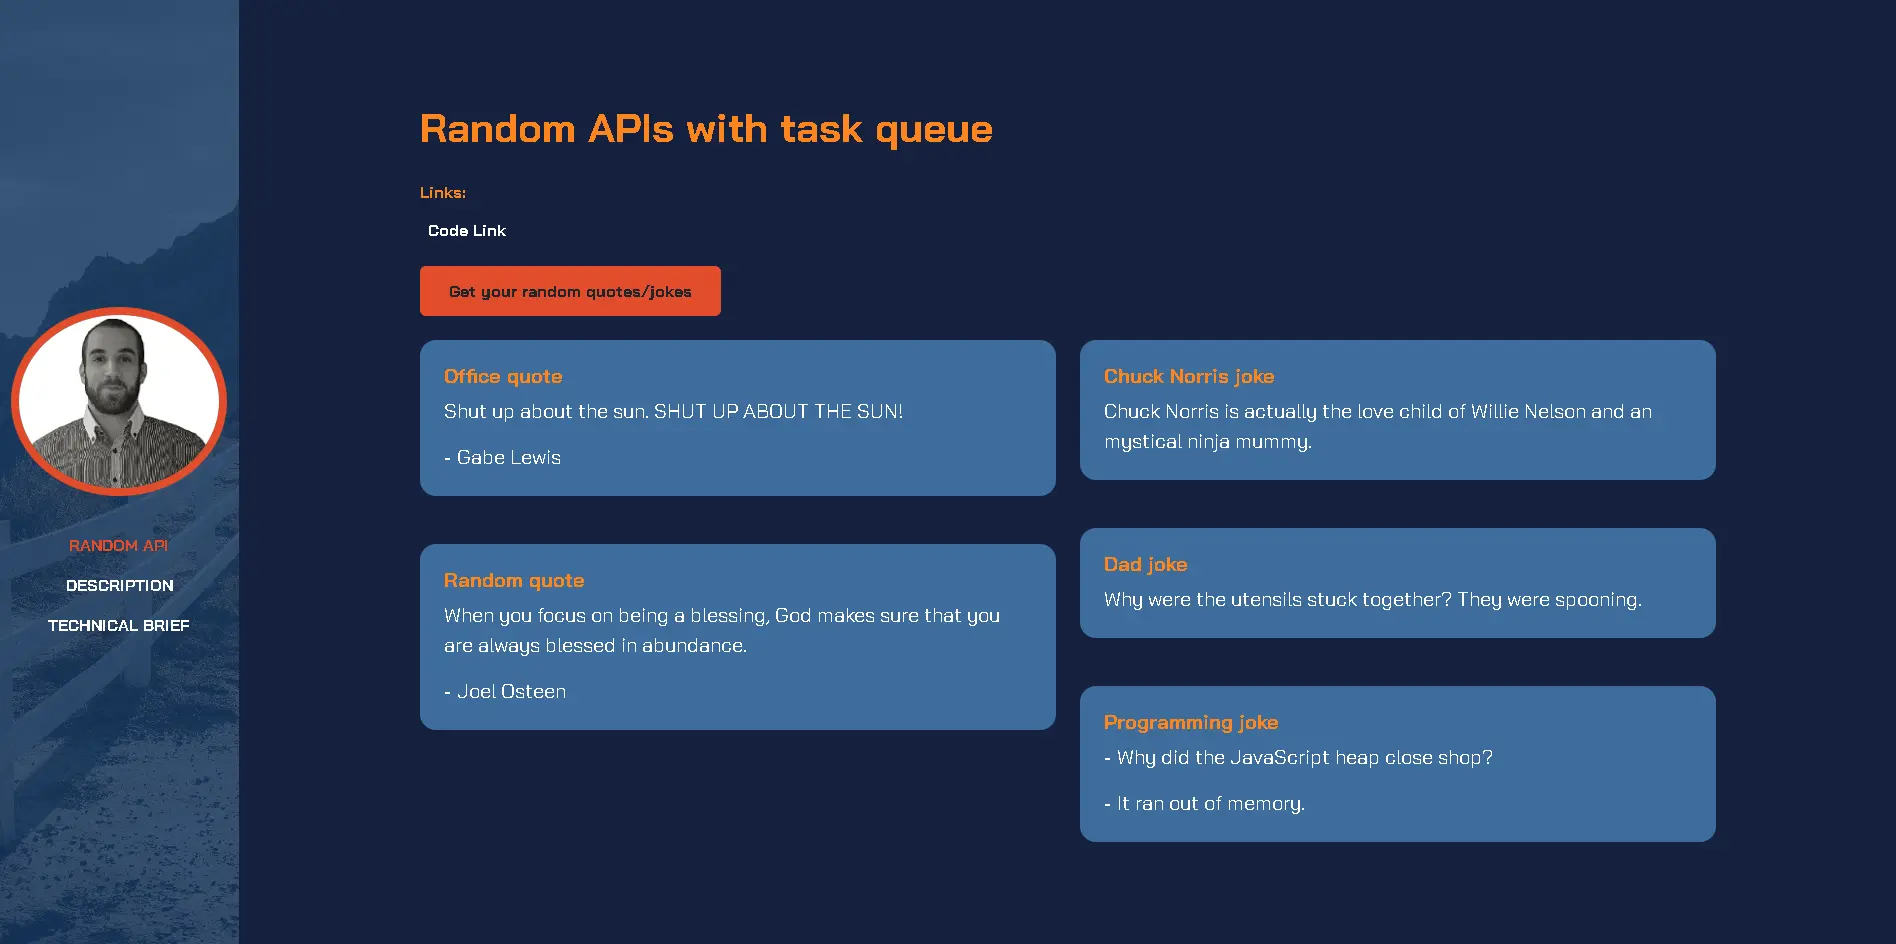 RANDOM API
DESCRIPTION
TECHNICAL BRIEF
Random APIs with task queue
Links:
Code Link
Get your random quotes/jokes
Office quote
Shut up about the sun. SHUT UP ABOUT THE SUN!
- Gabe Lewis
Random quote
When you focus on being a blessing, God makes sure that you
are always blessed in abundance.
- Joel Osteen
Chuck Norris joke
Chuck Norris is actually the love child of Willie Nelson and an
mystical ninja mummy.
Dad joke
Why were the utensils stuck together? They were spooning.
Programming joke
- Why did the JavaScript heap close shop?
- It ran out of memory.